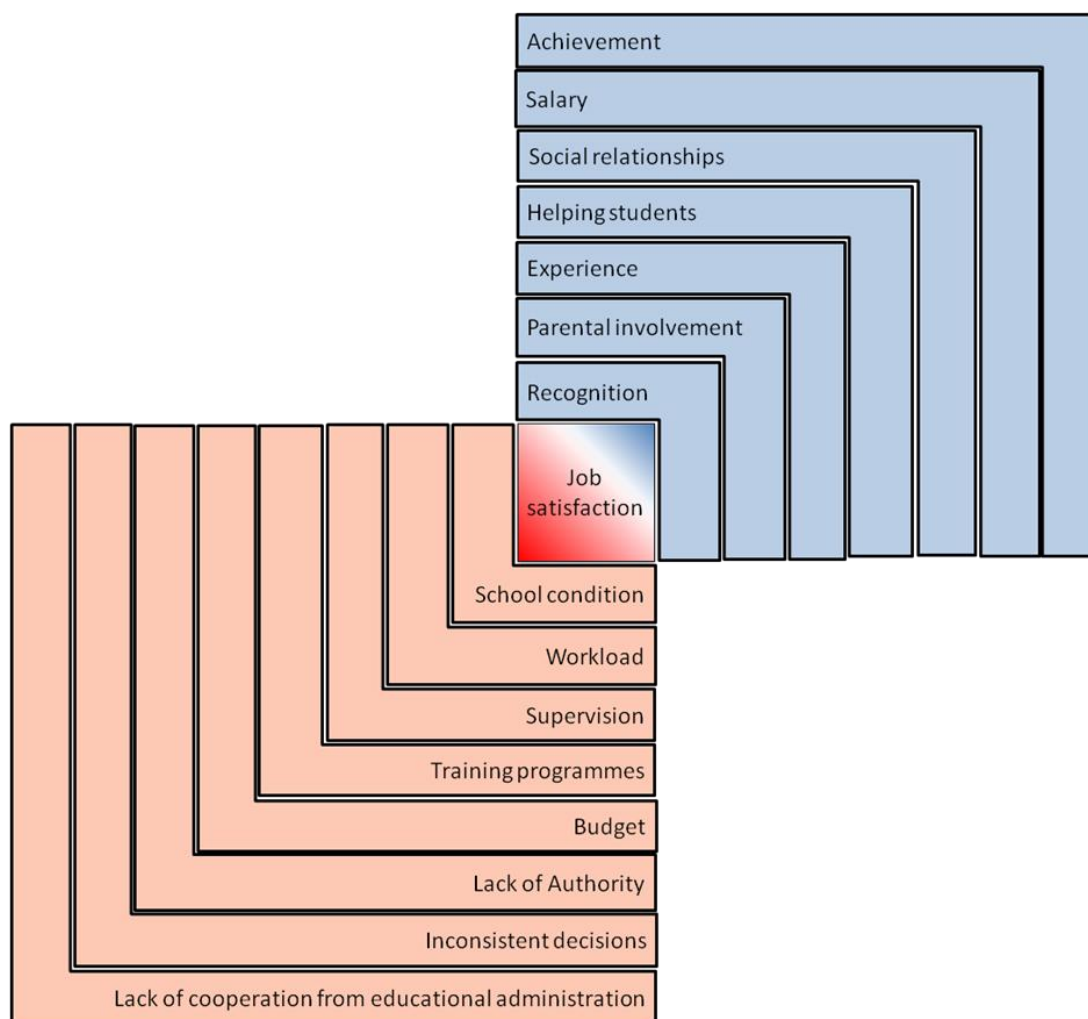 Achievement
Salary
Social relationships
Helping students
Experience
Parental involvement
Recognition
Job
satisfaction
School condition
Workload
Supervision
Training programmes
Budget
Lack of Authority
Inconsistent decisions
Lack of cooperation from educational administration